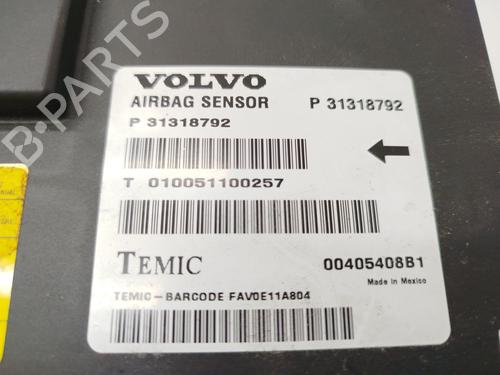 B-PARTS
VOLVO
AIRBAG SENSOR P 31318792
P 31318792
T 010051100257
TEMIC 00405408B1
Made in Mexico
TEMIC-BARCODE FAV0E11A804